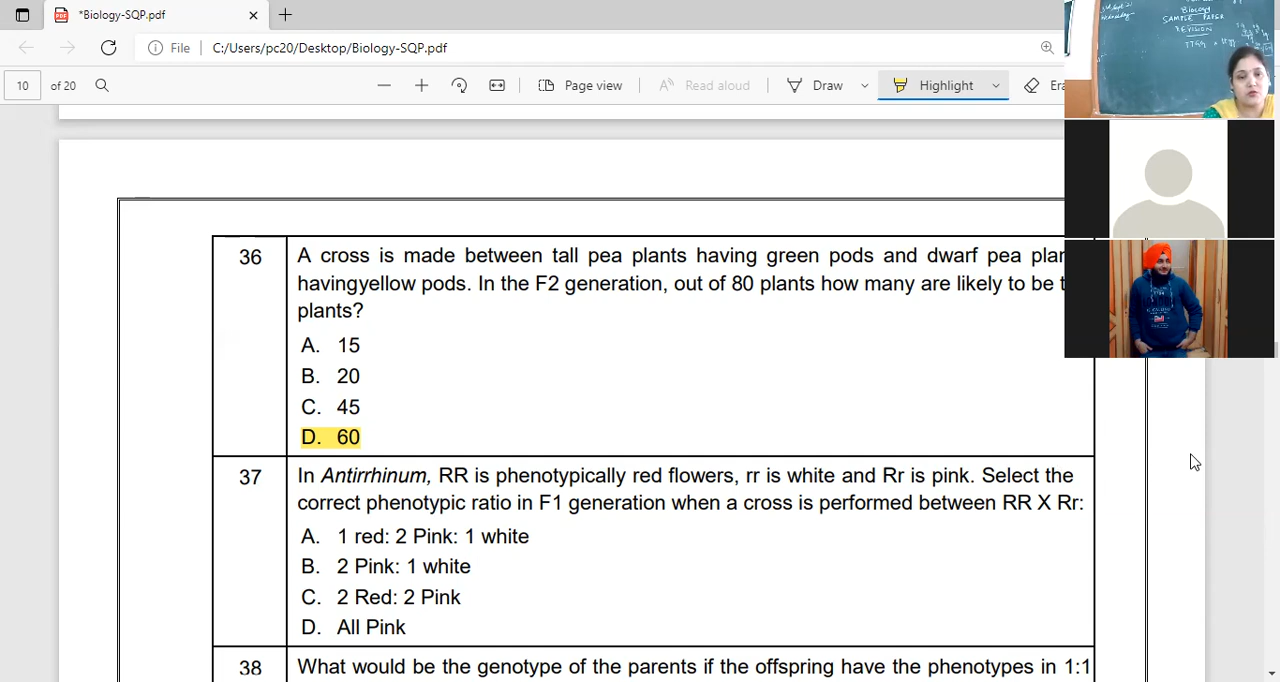 *Biology-SQP.pdf
File
C:/Users/pc20/Desktop/Biology-SQP.pdf
10
of 20
Page view
Read aloud
Draw
Highlight
Era
Biology
SAMPLE PAPER
REVISION
36
A cross is made between tall pea plants having green pods and dwarf pea plan
havingyellow pods. In the F2 generation, out of 80 plants how many are likely to be t
plants?
A. 15
B. 20
C. 45
D. 60
37
In Antirrhinum, RR is phenotypically red flowers, rr is white and Rr is pink. Select the
correct phenotypic ratio in F1 generation when a cross is performed between RR X Rr:
A. 1 red: 2 Pink: 1 white
B. 2 Pink: 1 white
C. 2 Red: 2 Pink
D. All Pink
38
What would be the genotype of the parents if the offspring have the phenotypes in 1:1